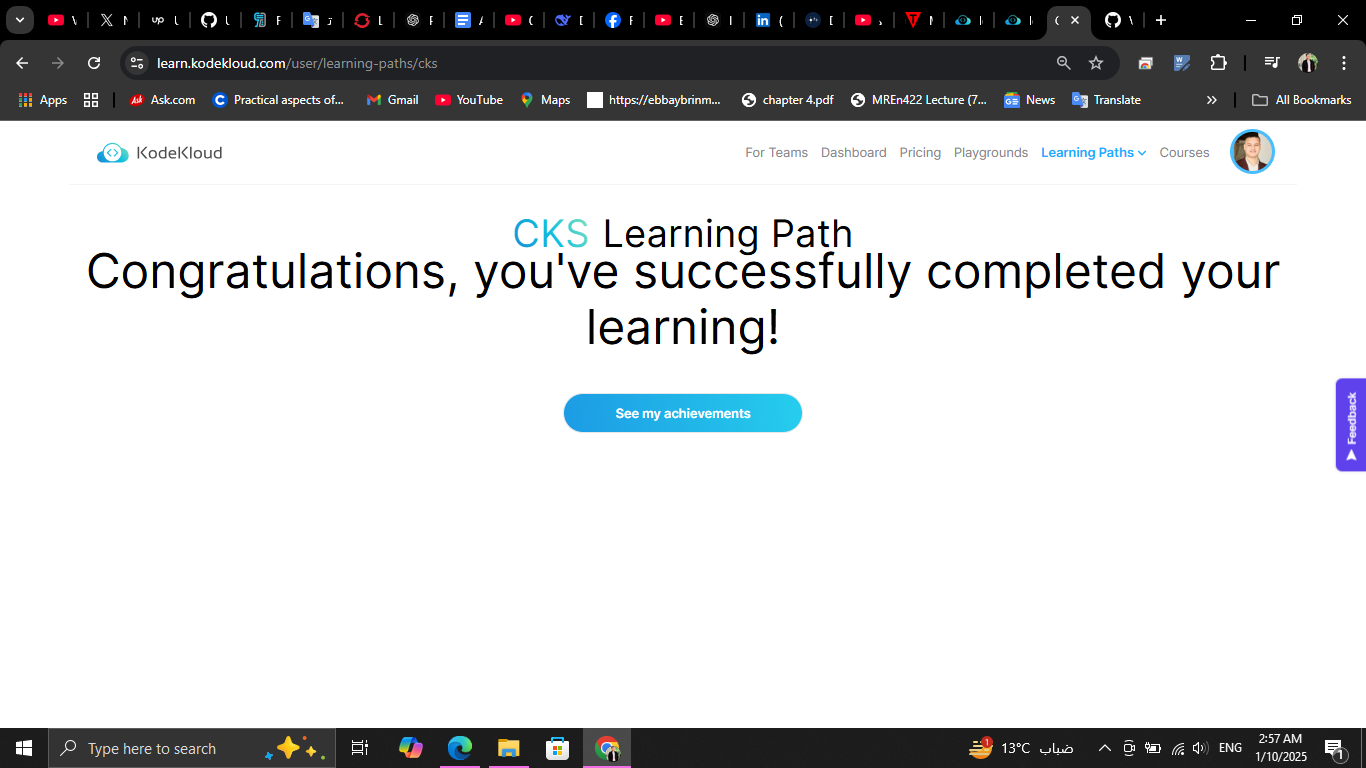 learn.kodekloud.com/user/learning-paths/cks
Apps
Ask.com
Practical aspects of...
Gmail
YouTube
Maps
https://ebbaybrinm...
chapter 4.pdf
MREn422 Lecture (7...
News
Translate
»
All Bookmarks
KodeKloud
For Teams
Dashboard
Pricing
Playgrounds
Learning Paths
Courses
CKS Learning Path
Congratulations, you've successfully completed your
learning!
See my achievements
Feedback
Type here to search
1
13°C
ضباب
ENG
2:57 AM
1/10/2025
1